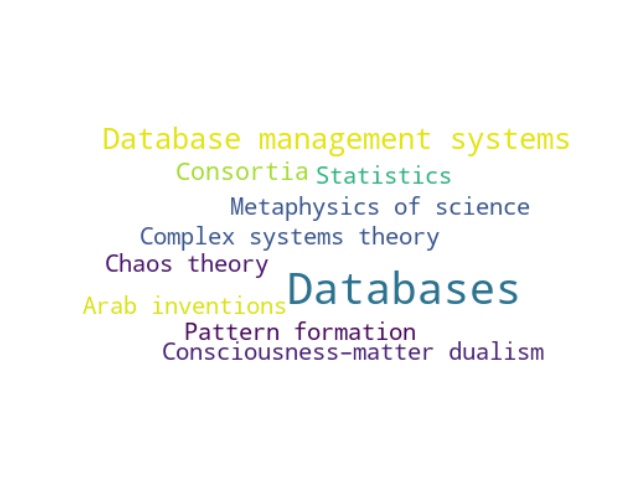 Database management systems
Consortia
Statistics
Metaphysics of science
Complex systems theory
Chaos theory
Databases
Arab inventions
Pattern formation
Consciousness–matter dualism